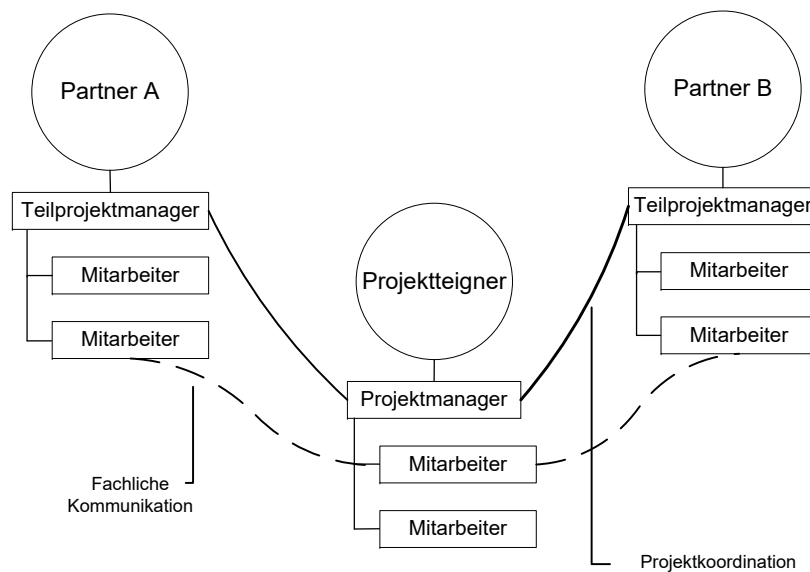 Partner A
Partner B
Teilprojektmanager
Teilprojektmanager
Mitarbeiter
Mitarbeiter
Projektteigner
Mitarbeiter
Mitarbeiter
Projektmanager
Mitarbeiter
Fachliche
Kommunikation
Mitarbeiter
Projektkoordination